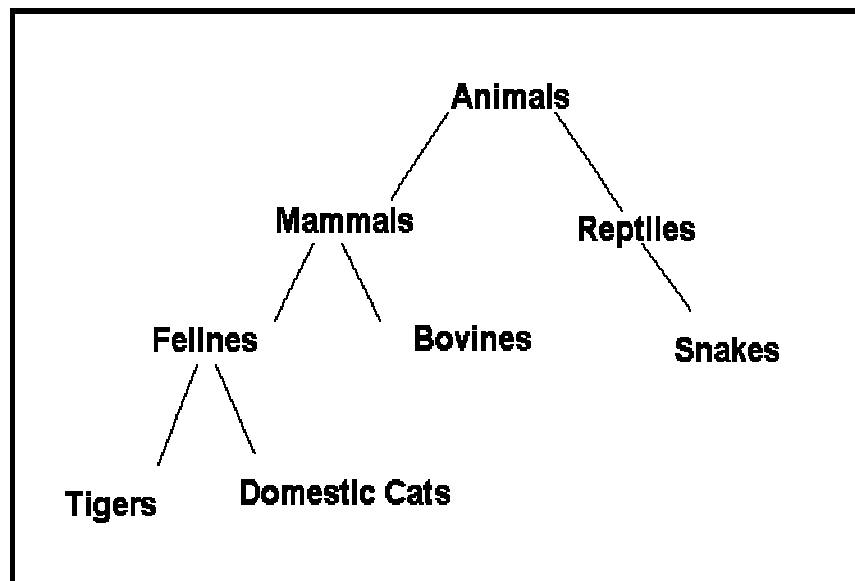 Animals
Mammals
Reptiles
Felines
Bovines
Snakes
Tigers
Domestic Cats